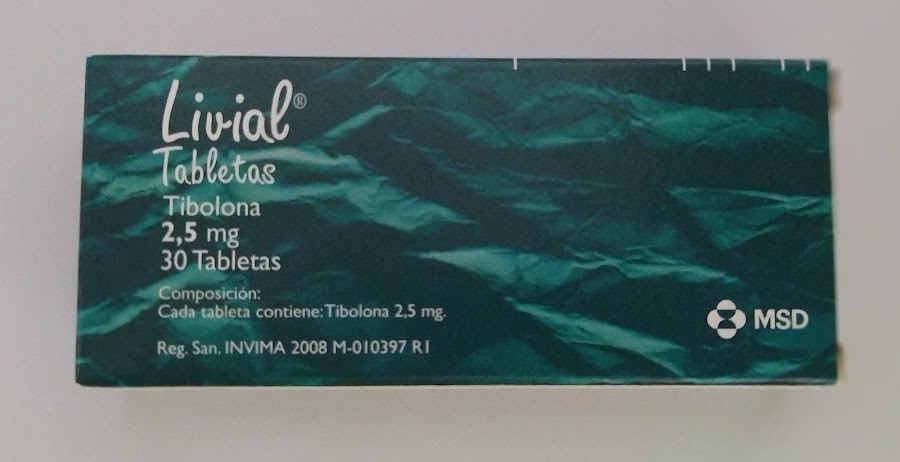 Livial®
Tabletas
Tibolona
2,5 mg
30 Tabletas
Composición:
Cada tableta contiene: Tibolona 2,5 mg.
MSD
Reg. San. INVIMA 2008 M-010397 R1